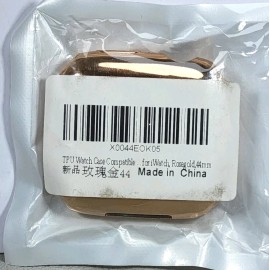 X0044EOK05
TPU Watch Case Compatible for iWatch, Rosegold,44mm
新品 玫瑰金44 Made in China